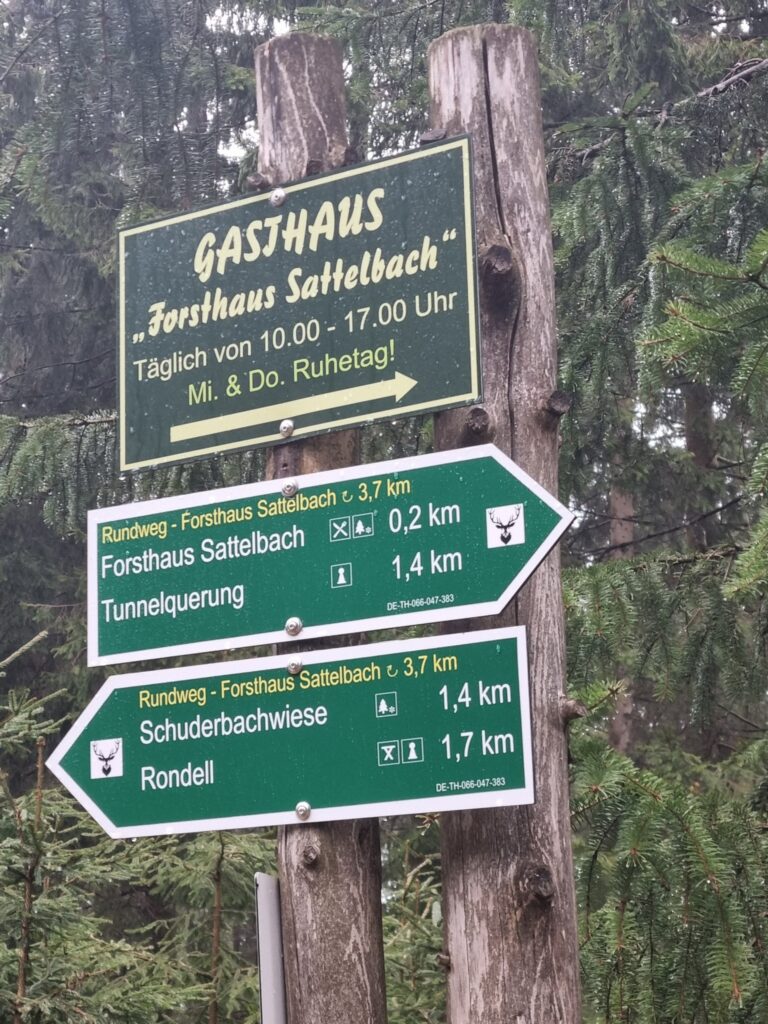 GASTHAUS
„Forsthaus Sattelbach“
Täglich von 10.00 - 17.00 Uhr
Mi. & Do. Ruhetag!
Rundweg - Forsthaus Sattelbach ↻ 3,7 km
Forsthaus Sattelbach 0,2 km
Tunnelquerung 1,4 km
DE-TH-066-047-383
Rundweg - Forsthaus Sattelbach ↻ 3,7 km
Schuderbachwiese 1,4 km
Rondell 1,7 km
DE-TH-066-047-383